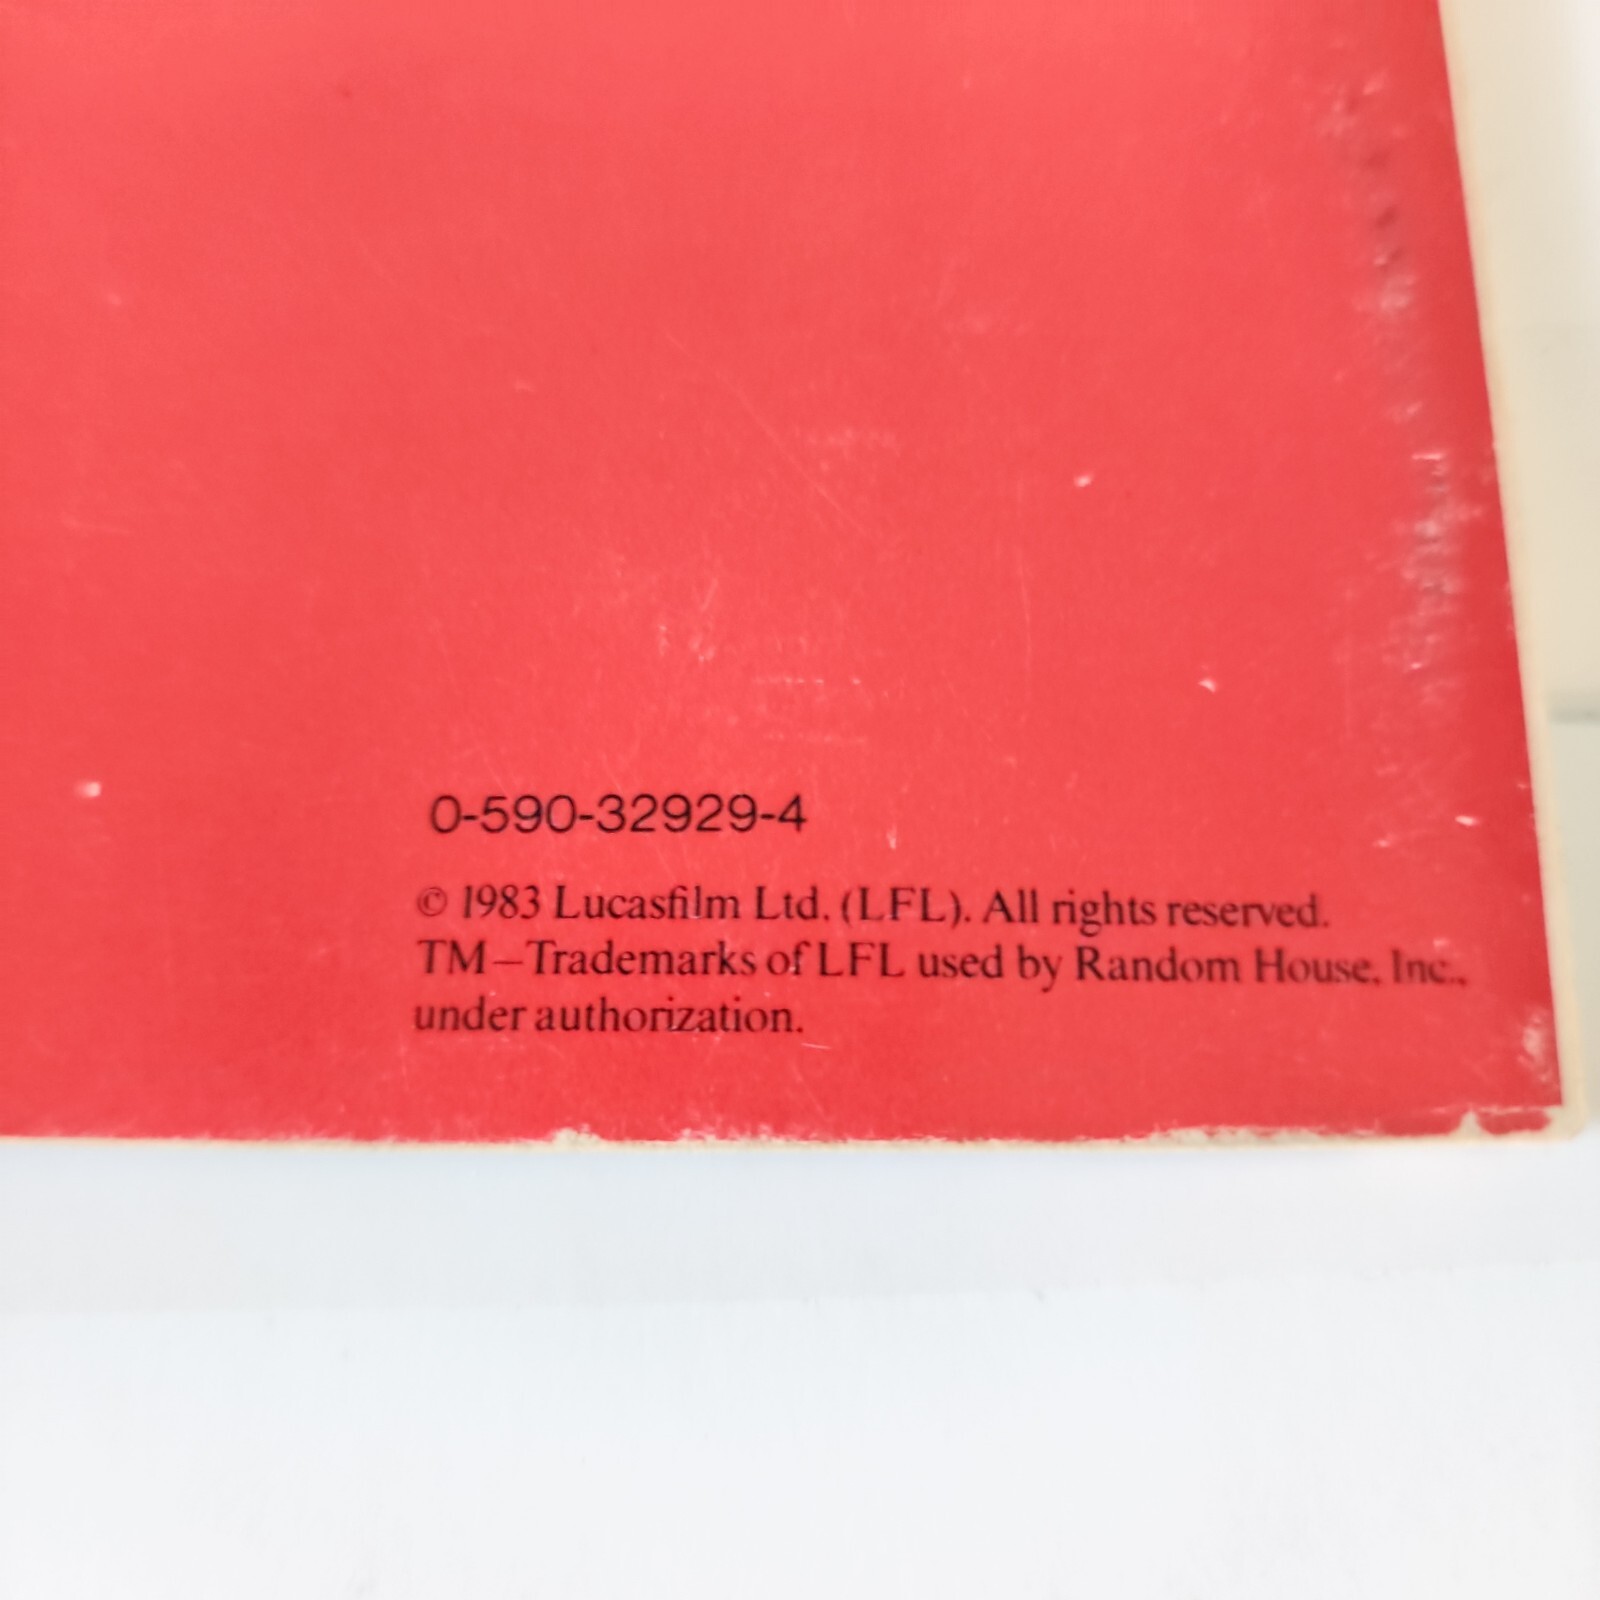 0-590-32929-4
© 1983 Lucasfilm Ltd. (LFL). All rights reserved.
TM—Trademarks of LFL used by Random House, Inc.,
under authorization.